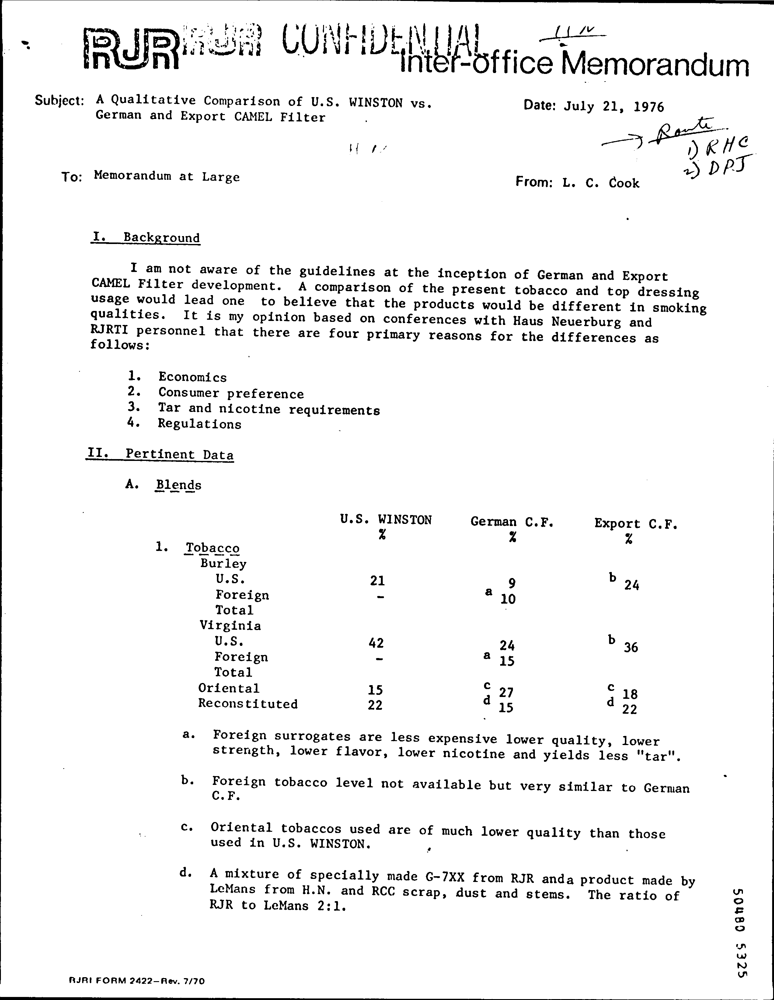 RJR CONFIDENTIAL
Inter-office Memorandum
Subject: A Qualitative Comparison of U.S. WINSTON vs. Date: July 21, 1976
German and Export CAMEL Filter
→ Route
1) RHC
2) DPJ
To: Memorandum at Large From: L. C. Cook
I. Background
I am not aware of the guidelines at the inception of German and Export
CAMEL Filter development. A comparison of the present tobacco and top dressing
usage would lead one to believe that the products would be different in smoking
qualities. It is my opinion based on conferences with Haus Neuerburg and
RJRTI personnel that there are four primary reasons for the differences as
follows:
1. Economics
2. Consumer preference
3. Tar and nicotine requirements
4. Regulations
II. Pertinent Data
A. Blends
U.S. WINSTON German C.F. Export C.F.
% % %
1. Tobacco
Burley
U.S. 21 9 b 24
Foreign - a 10
Total
Virginia
U.S. 42 24 b 36
Foreign - a 15
Total
Oriental 15 c 27 c 18
Reconstituted 22 d 15 d 22
a. Foreign surrogates are less expensive lower quality, lower
strength, lower flavor, lower nicotine and yields less "tar".
b. Foreign tobacco level not available but very similar to German
C.F.
c. Oriental tobaccos used are of much lower quality than those
used in U.S. WINSTON.
d. A mixture of specially made G-7XX from RJR and a product made by
LeMans from H.N. and RCC scrap, dust and stems. The ratio of
RJR to LeMans 2:1.
50480 5325
RJRI FORM 2422-Rev. 7/70